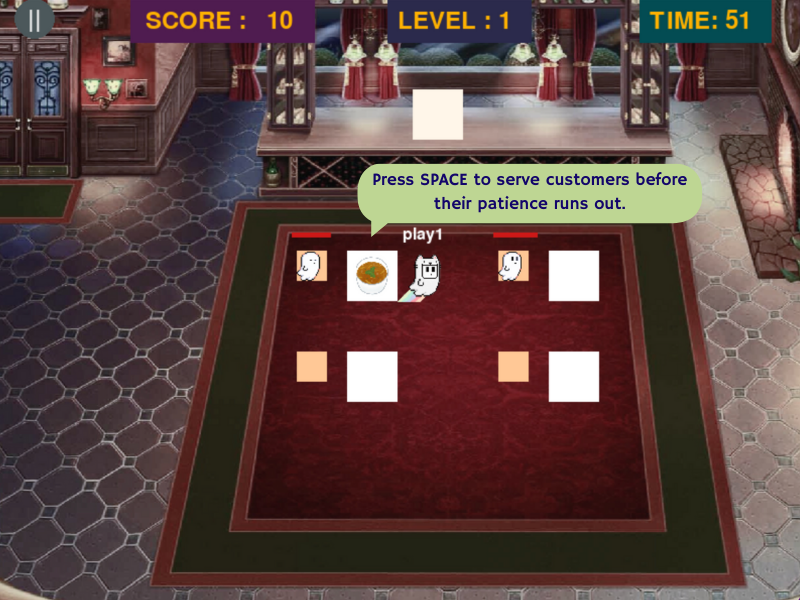 SCORE : 10
LEVEL : 1
TIME: 51
Press SPACE to serve customers before
their patience runs out.
play1